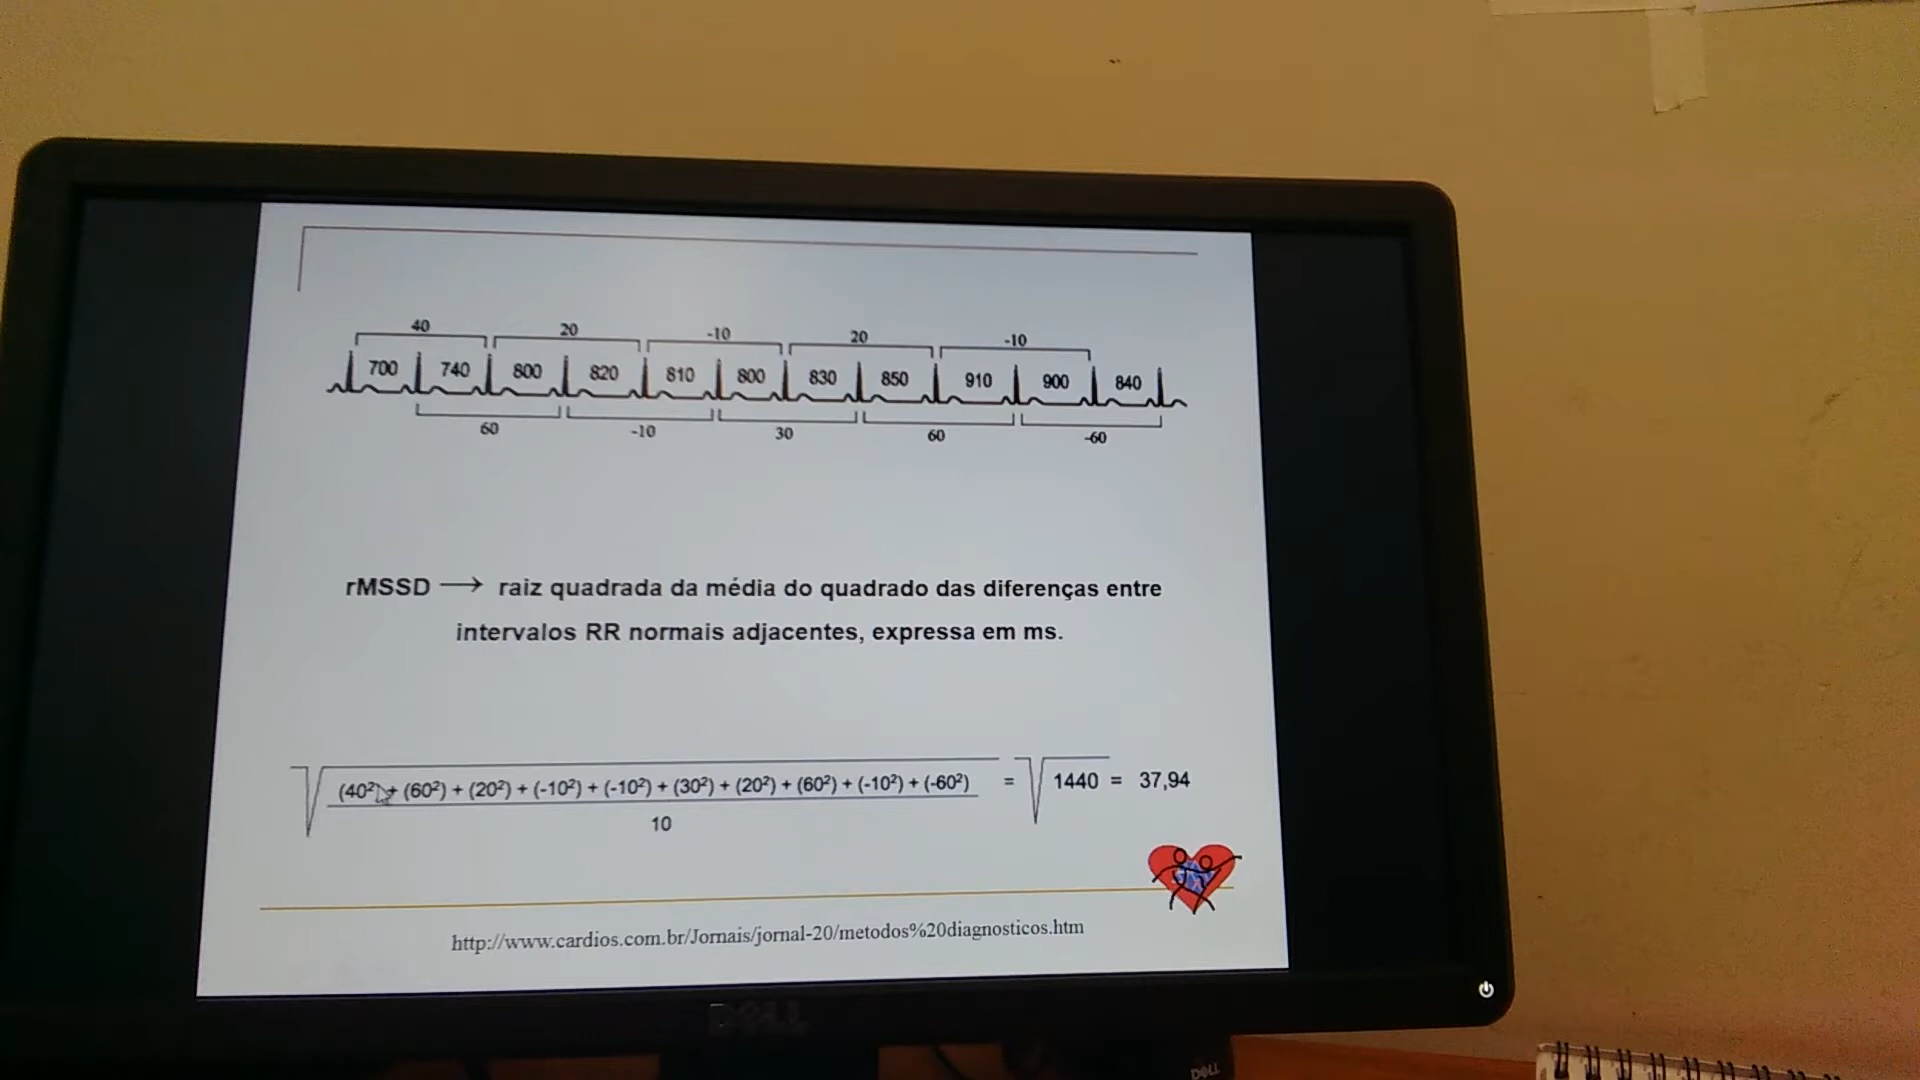 40 20 -10 20 -10
700 740 800 820 810 800 830 850 910 900 840
60 -10 30 60 -60
rMSSD → raiz quadrada da média do quadrado das diferenças entre
intervalos RR normais adjacentes, expressa em ms.
√ (40²) + (60²) + (20²) + (-10²) + (-10²) + (30²) + (20²) + (60²) + (-10²) + (-60²) = √ 1440 = 37,94
10
http://www.cardios.com.br/Jornais/jornal-20/metodos%20diagnosticos.htm
DELL
DELL